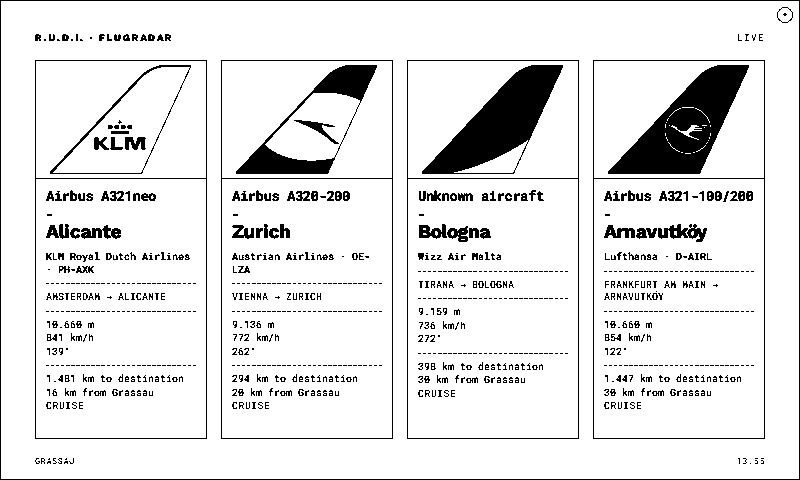 R.U.D.I. · FLUGRADAR
LIVE
KLM
Airbus A321neo
-
Alicante
KLM Royal Dutch Airlines
· PH-AXK
AMSTERDAM → ALICANTE
10.660 m
841 km/h
139°
1.481 km to destination
16 km from Grassau
CRUISE
Airbus A320-200
-
Zurich
Austrian Airlines · OE-
LZA
VIENNA → ZURICH
9.136 m
772 km/h
262°
294 km to destination
20 km from Grassau
CRUISE
Unknown aircraft
-
Bologna
Wizz Air Malta
TIRANA → BOLOGNA
9.159 m
736 km/h
272°
398 km to destination
30 km from Grassau
CRUISE
Airbus A321-100/200
-
Arnavutköy
Lufthansa · D-AIRL
FRANKFURT AM MAIN →
ARNAVUTKÖY
10.660 m
854 km/h
122°
1.447 km to destination
30 km from Grassau
CRUISE
GRASSAU
13:55